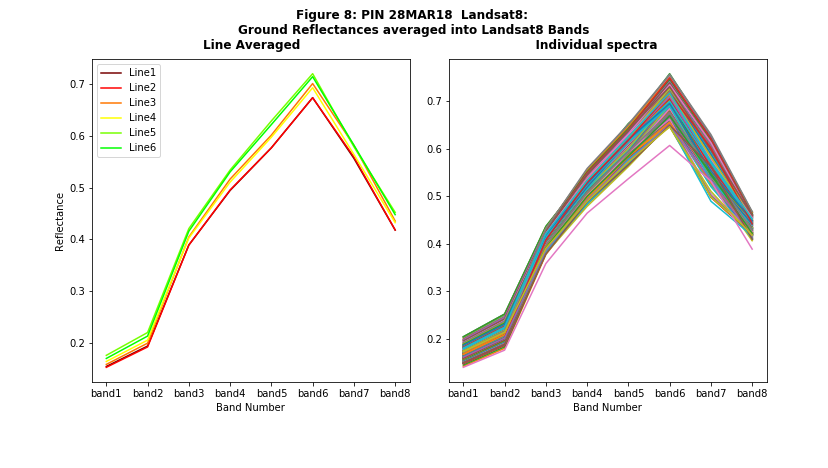 Figure 8: PIN 28MAR18  Landsat8:
Ground Reflectances averaged into Landsat8 Bands
Line Averaged
Individual spectra
Line1
Line2
Line3
Line4
Line5
Line6
0.7
0.6
0.5
0.4
0.3
0.2
Reflectance
band1 band2 band3 band4 band5 band6 band7 band8
Band Number
0.7
0.6
0.5
0.4
0.3
0.2
band1 band2 band3 band4 band5 band6 band7 band8
Band Number